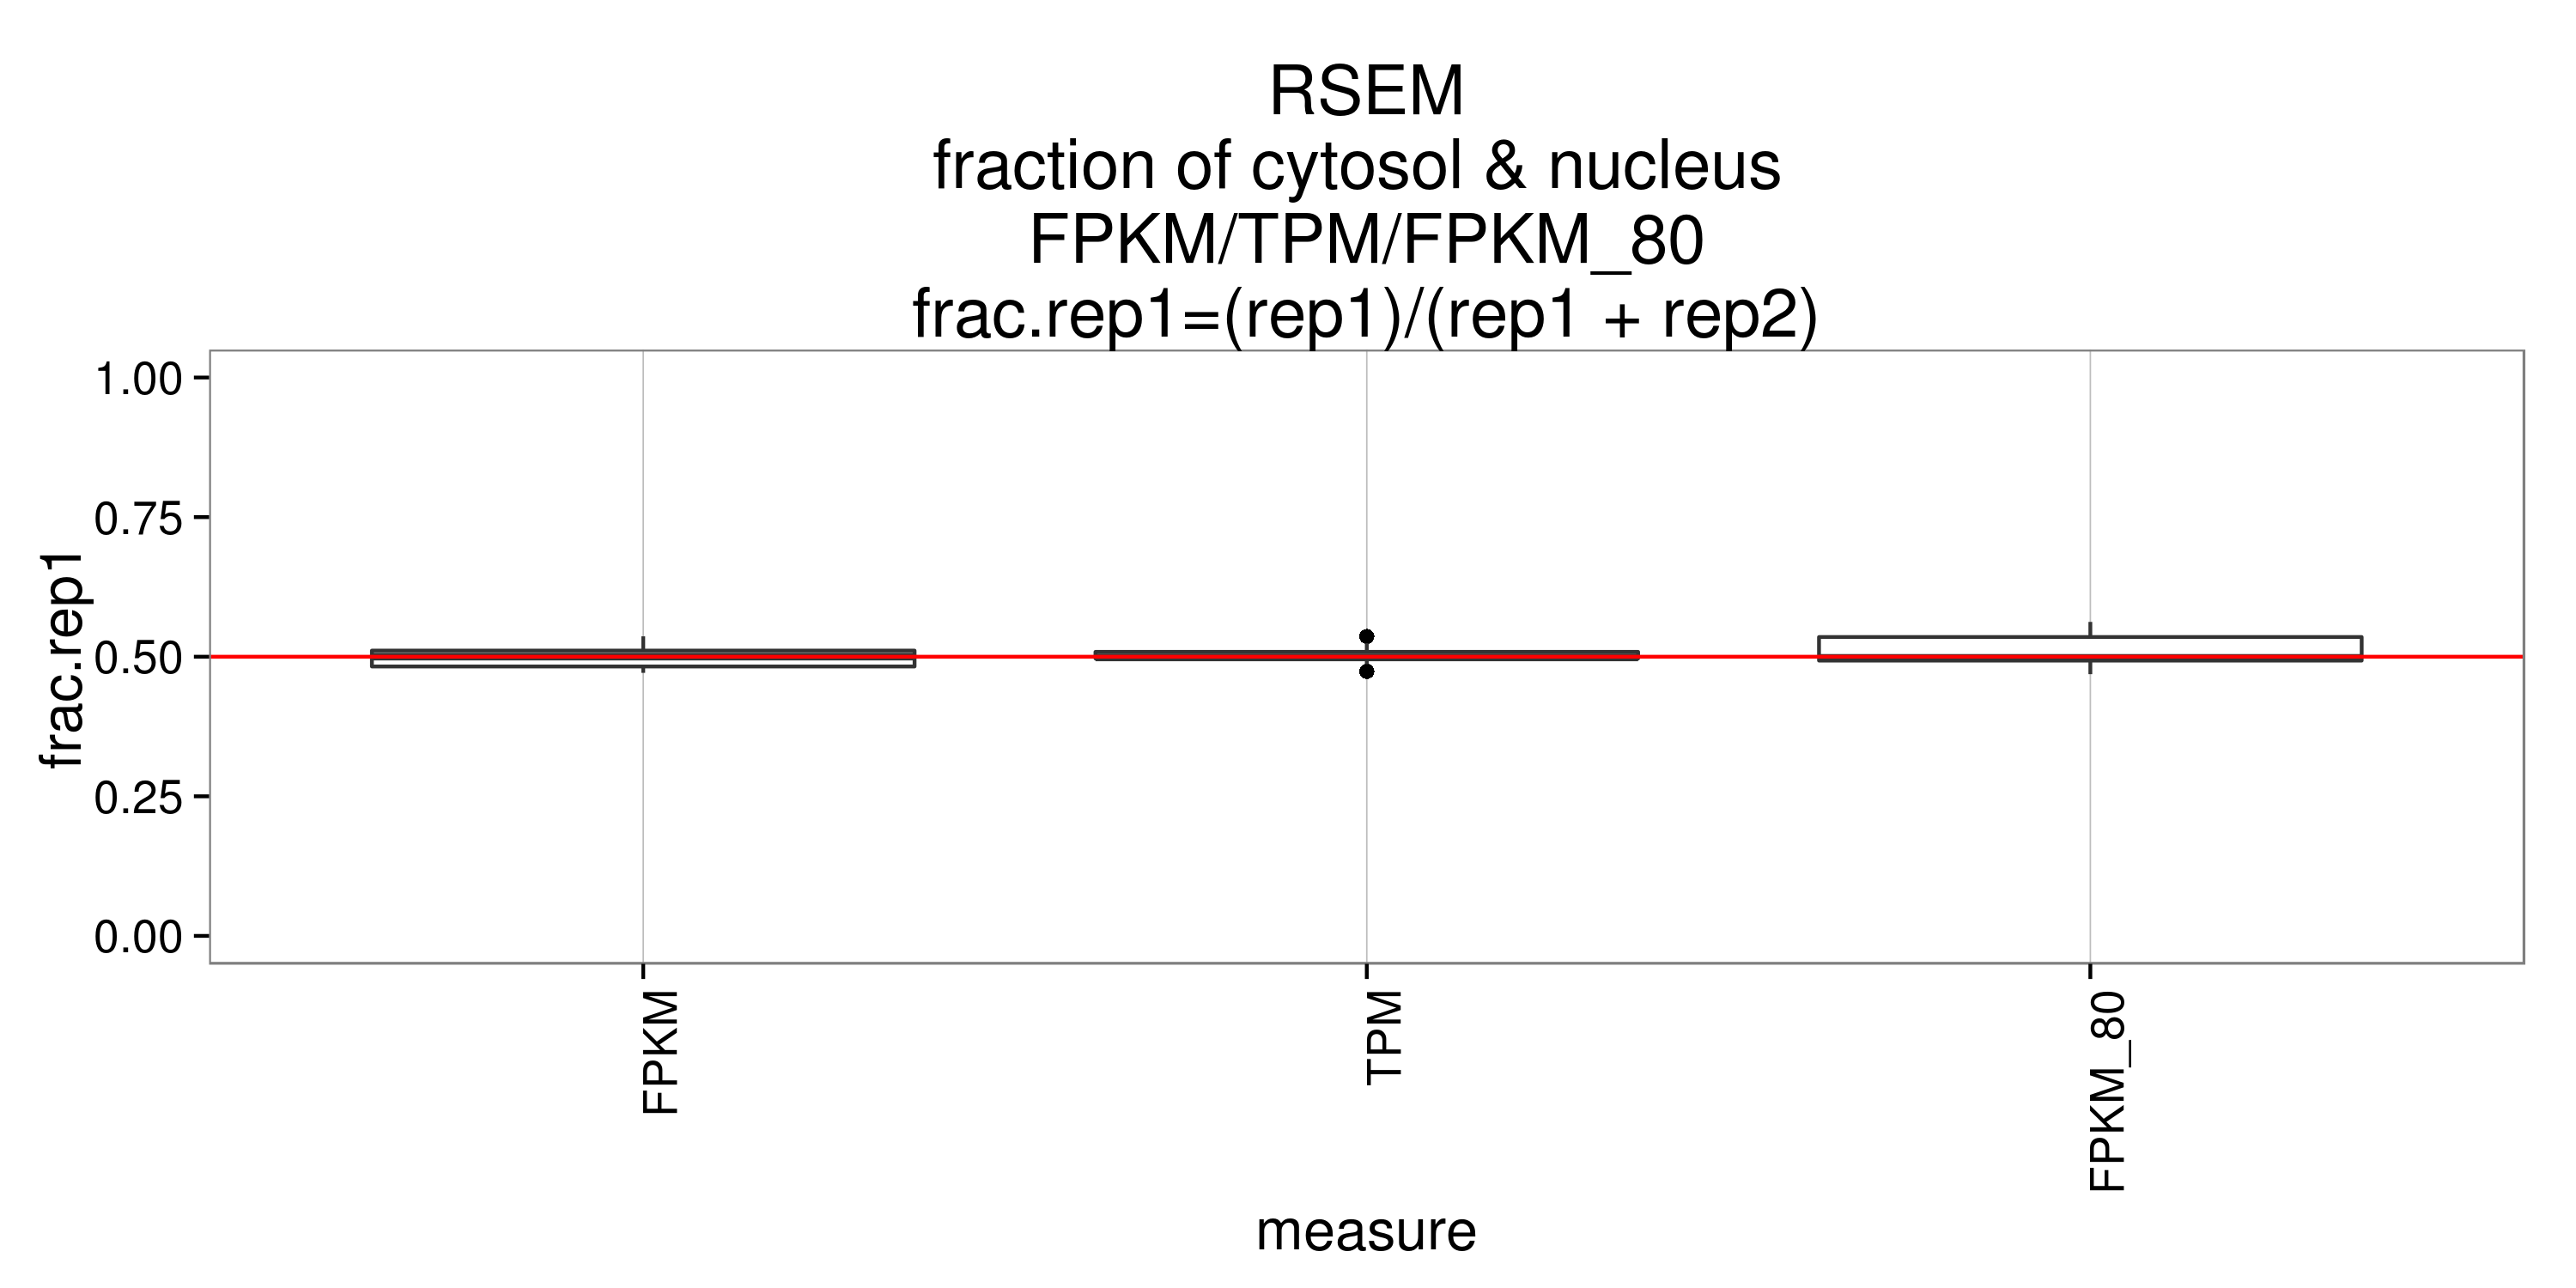 RSEM
fraction of cytosol & nucleus
FPKM/TPM/FPKM_80
frac.rep1=(rep1)/(rep1 + rep2)
1.00
0.75
0.50
0.25
0.00
frac.rep1
FPKM
TPM
FPKM_80
measure